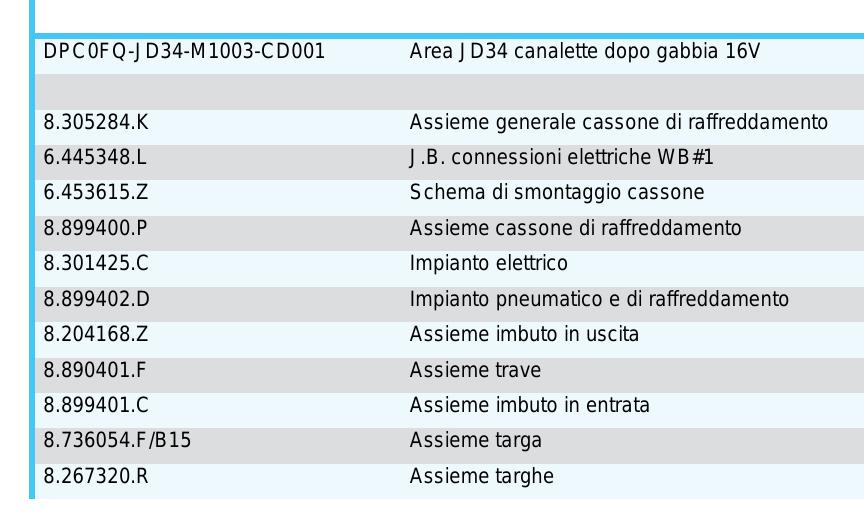 DPC0FQ-JD34-M1003-CD001 Area JD34 canalette dopo gabbia 16V
8.305284.K Assieme generale cassone di raffreddamento
6.445348.L J.B. connessioni elettriche WB#1
6.453615.Z Schema di smontaggio cassone
8.899400.P Assieme cassone di raffreddamento
8.301425.C Impianto elettrico
8.899402.D Impianto pneumatico e di raffreddamento
8.204168.Z Assieme imbuto in uscita
8.890401.F Assieme trave
8.899401.C Assieme imbuto in entrata
8.736054.F/B15 Assieme targa
8.267320.R Assieme targhe